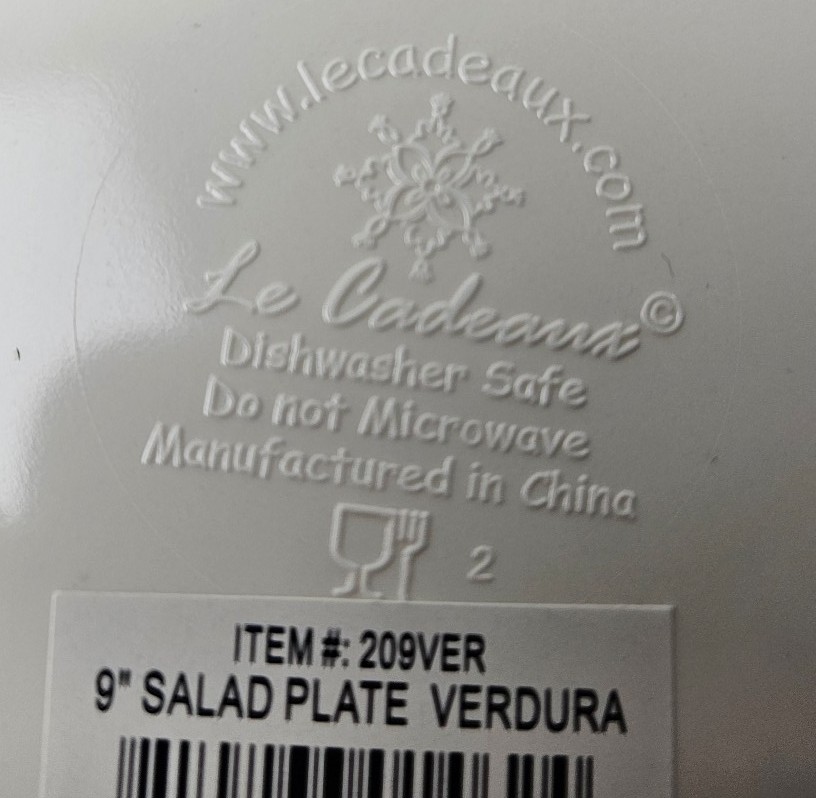 www.lecadeaux.com
Le Cadeaux ©
Dishwasher Safe
Do not Microwave
Manufactured in China
2
ITEM #: 209VER
9" SALAD PLATE VERDURA